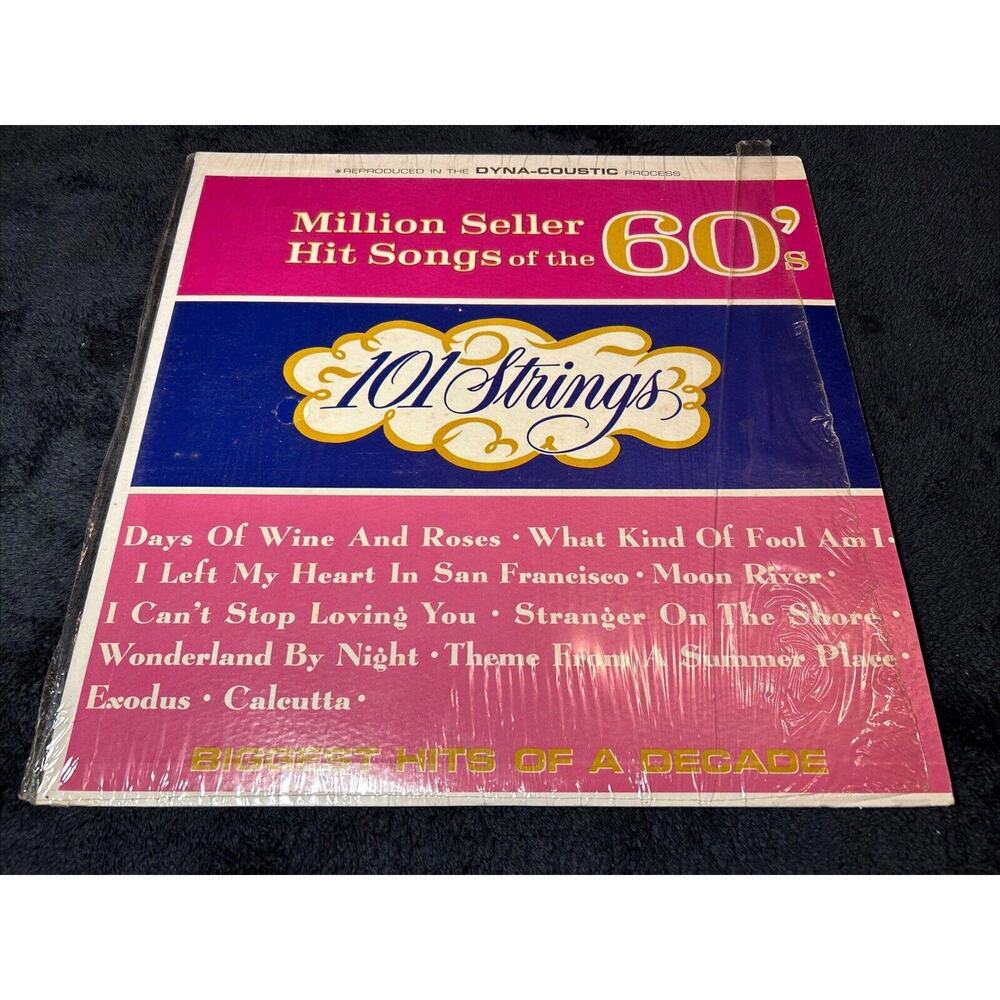 *REPRODUCED IN THE DYNA-COUSTIC PROCESS
Million Seller
Hit Songs of the 60's
101 Strings
Days Of Wine And Roses · What Kind Of Fool Am I ·
I Left My Heart In San Francisco · Moon River ·
I Can't Stop Loving You · Stranger On The Shore ·
Wonderland By Night · Theme From A Summer Place ·
Exodus · Calcutta ·
BIGGEST HITS OF A DECADE